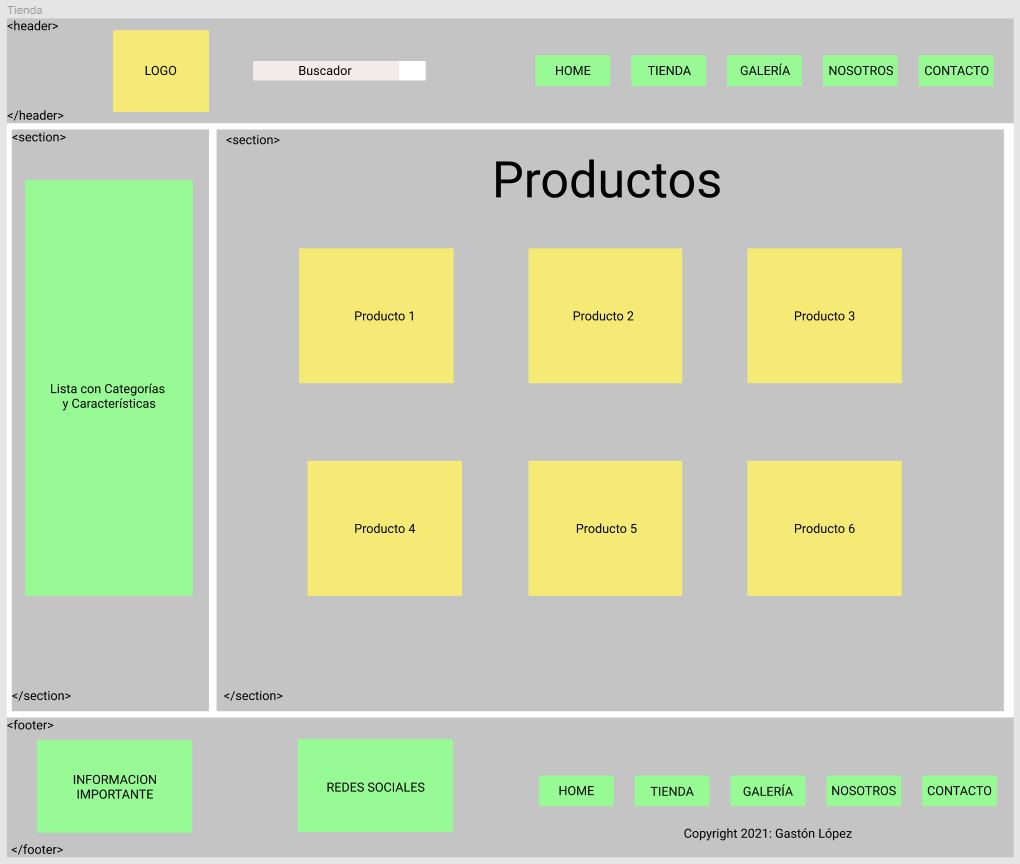 Tienda
<header>
LOGO
Buscador
HOME
TIENDA
GALERÍA
NOSOTROS
CONTACTO
</header>
<section>
Lista con Categorías
y Características
</section>
<section>
Productos
Producto 1
Producto 2
Producto 3
Producto 4
Producto 5
Producto 6
</section>
<footer>
INFORMACION
IMPORTANTE
REDES SOCIALES
HOME
TIENDA
GALERÍA
NOSOTROS
CONTACTO
Copyright 2021: Gastón López
</footer>